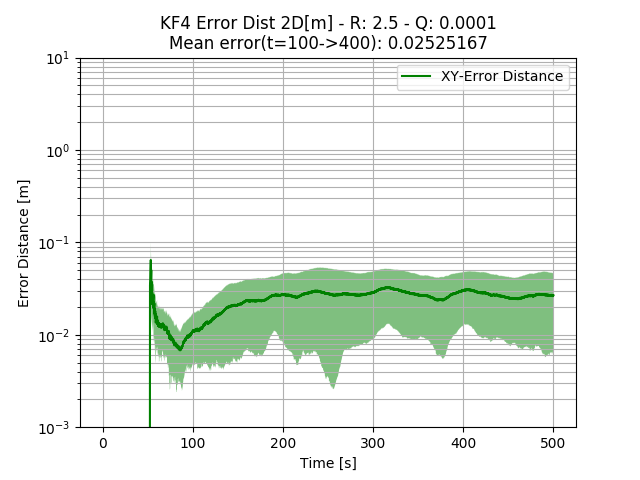 KF4 Error Dist 2D[m] - R: 2.5 - Q: 0.0001
Mean error(t=100->400): 0.02525167
XY-Error Distance
Error Distance [m]
10^1
10^0
10^-1
10^-2
10^-3
0 100 200 300 400 500
Time [s]